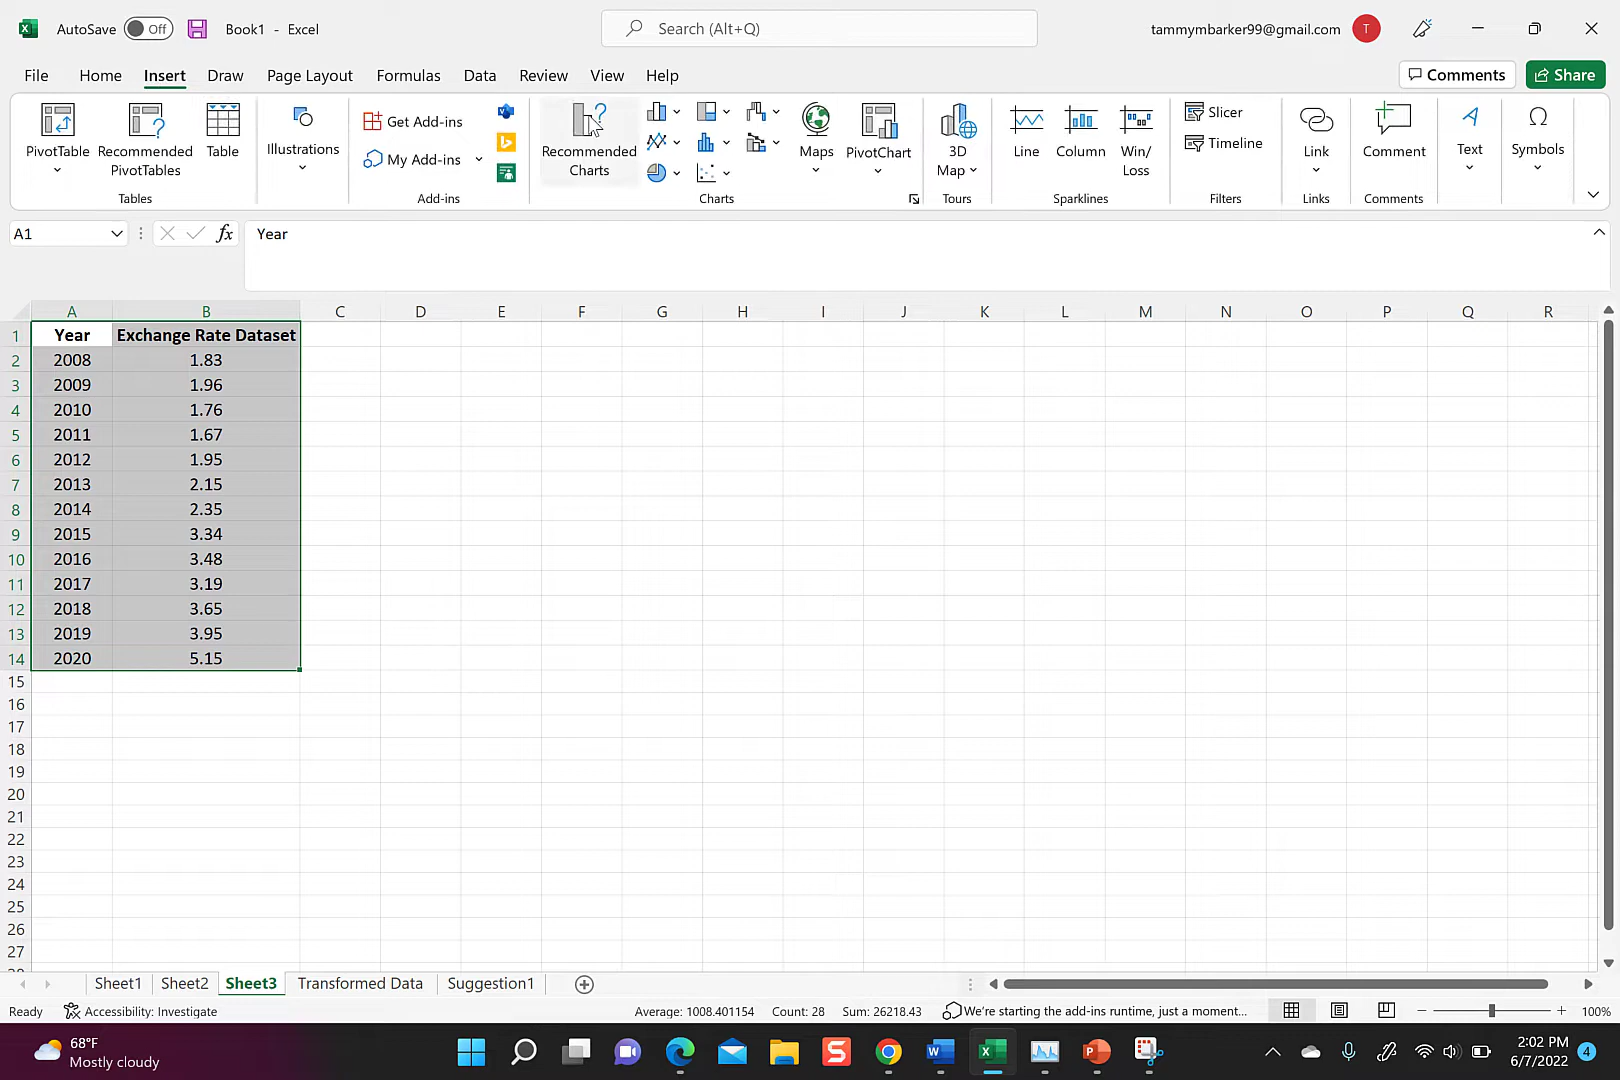 AutoSave Off Book1 - Excel Search (Alt+Q) tammymbarker99@gmail.com T
File Home Insert Draw Page Layout Formulas Data Review View Help Comments Share
PivotTable Recommended PivotTables Table Illustrations Get Add-ins My Add-ins Recommended Charts Maps PivotChart 3D Map Line Column Win/Loss Slicer Timeline Link Comment Text Symbols
Tables Add-ins Charts Tours Sparklines Filters Links Comments
A1 fx Year
A B C D E F G H I J K L M N O P Q R
1 Year Exchange Rate Dataset
2 2008 1.83
3 2009 1.96
4 2010 1.76
5 2011 1.67
6 2012 1.95
7 2013 2.15
8 2014 2.35
9 2015 3.34
10 2016 3.48
11 2017 3.19
12 2018 3.65
13 2019 3.95
14 2020 5.15
15
16
17
18
19
20
21
22
23
24
25
26
27
Sheet1 Sheet2 Sheet3 Transformed Data Suggestion1
Ready Accessibility: Investigate Average: 1008.401154 Count: 28 Sum: 26218.43 We're starting the add-ins runtime, just a moment... 100%
68°F 2:02 PM
Mostly cloudy 6/7/2022 4